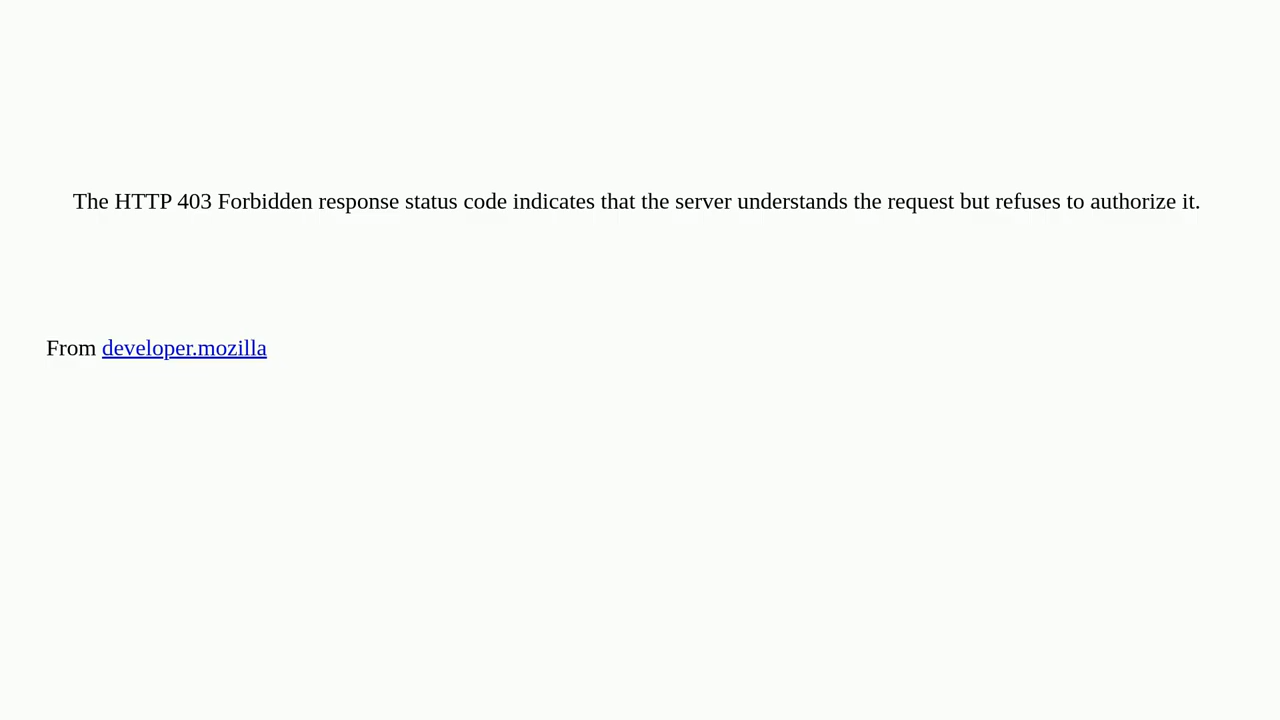 The HTTP 403 Forbidden response status code indicates that the server understands the request but refuses to authorize it.
From developer.mozilla